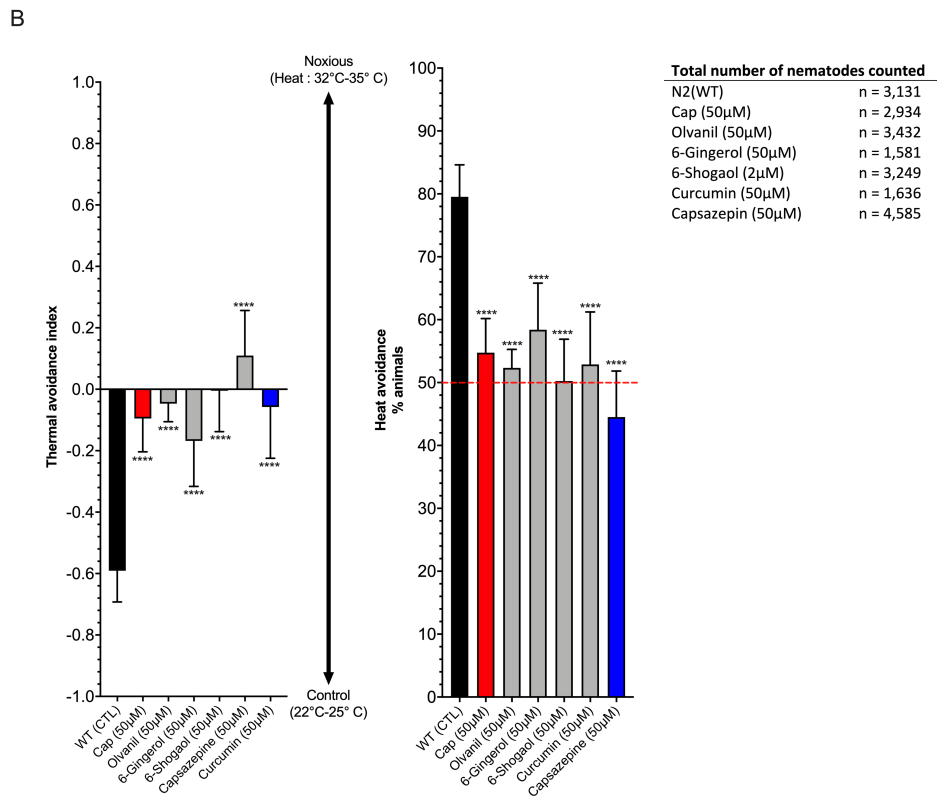 B
Noxious
(Heat : 32°C-35° C)
Thermal avoidance index
1.0
0.8
0.6
0.4
0.2
0.0
-0.2
-0.4
-0.6
-0.8
-1.0
****
****
****
****
****
****
WT (CTL)
Cap (50µM)
Olvanil (50µM)
6-Gingerol (50µM)
6-Shogaol (50µM)
Capsazepine (50µM)
Curcumin (50µM)
Control
(22°C-25° C)
Heat avoidance
% animals
100
90
80
70
60
50
40
30
20
10
0
****
****
****
****
****
****
WT (CTL)
Cap (50µM)
Olvanil (50µM)
6-Gingerol (50µM)
6-Shogaol (50µM)
Curcumin (50µM)
Capsazepine (50µM)
Total number of nematodes counted
N2(WT) n = 3,131
Cap (50µM) n = 2,934
Olvanil (50µM) n = 3,432
6-Gingerol (50µM) n = 1,581
6-Shogaol (2µM) n = 3,249
Curcumin (50µM) n = 1,636
Capsazepin (50µM) n = 4,585